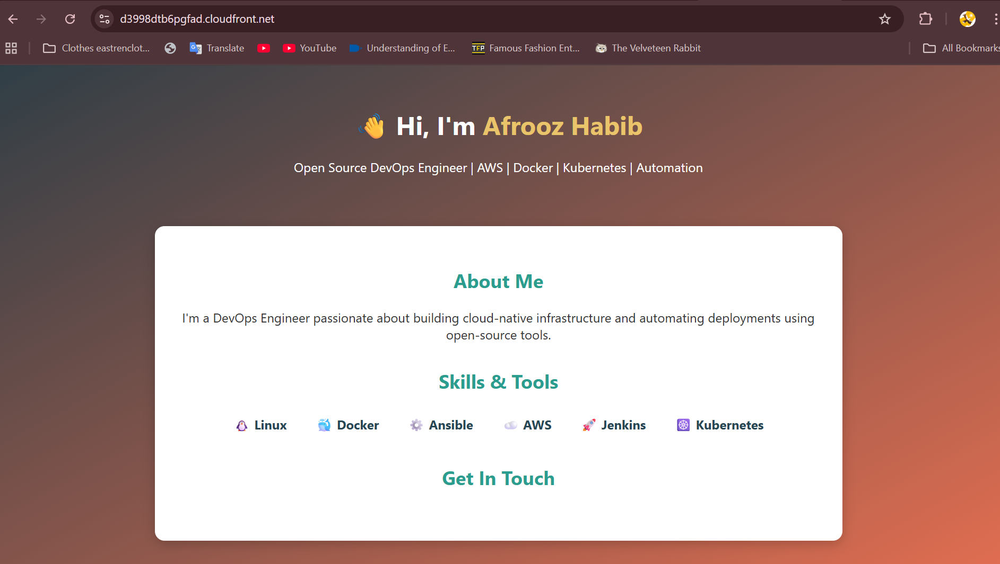 d3998dtb6pgfad.cloudfront.net
Clothes eastrenclot... Translate YouTube Understanding of E... TFP Famous Fashion Ent... The Velveteen Rabbit All Bookmarks
👋 Hi, I'm Afrooz Habib
Open Source DevOps Engineer | AWS | Docker | Kubernetes | Automation
About Me
I'm a DevOps Engineer passionate about building cloud-native infrastructure and automating deployments using
open-source tools.
Skills & Tools
🐧 Linux 🐳 Docker ⚙️ Ansible ☁️ AWS 🚀 Jenkins ☸️ Kubernetes
Get In Touch